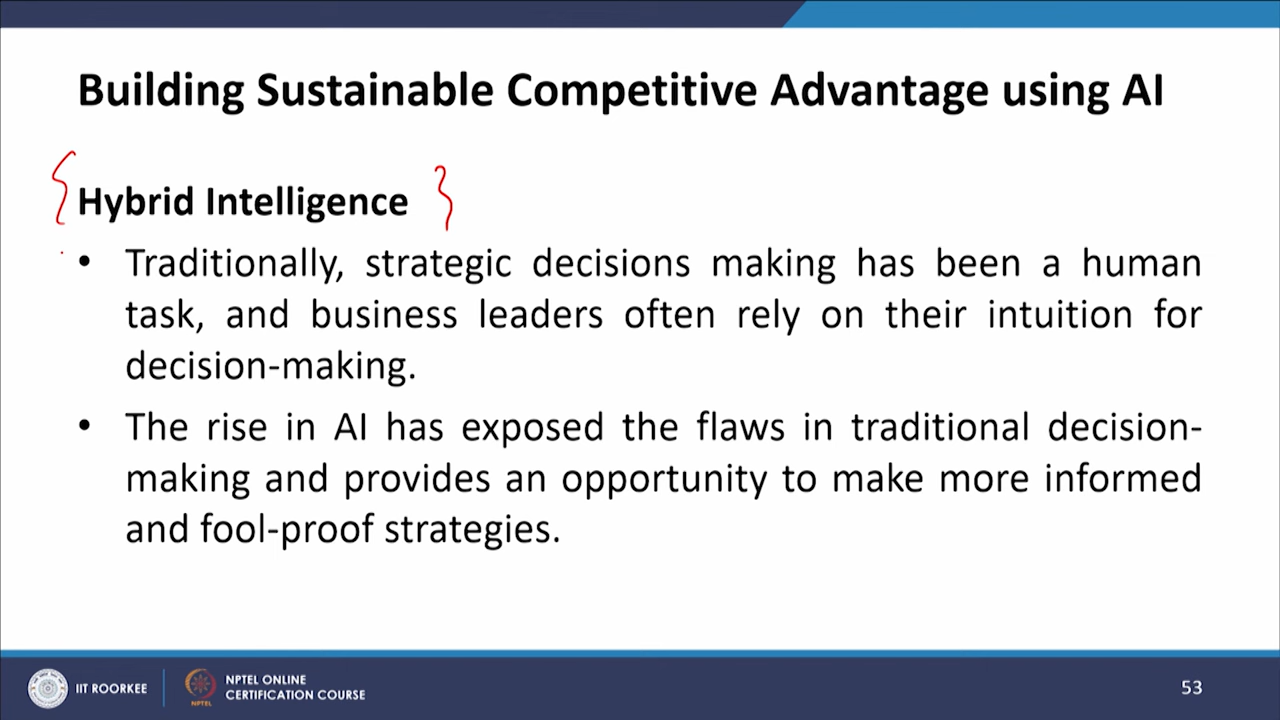 Building Sustainable Competitive Advantage using AI
Hybrid Intelligence
• Traditionally, strategic decisions making has been a human
task, and business leaders often rely on their intuition for
decision-making.
• The rise in AI has exposed the flaws in traditional decision-
making and provides an opportunity to make more informed
and fool-proof strategies.
IIT ROORKEE
NPTEL
NPTEL ONLINE
CERTIFICATION COURSE
53